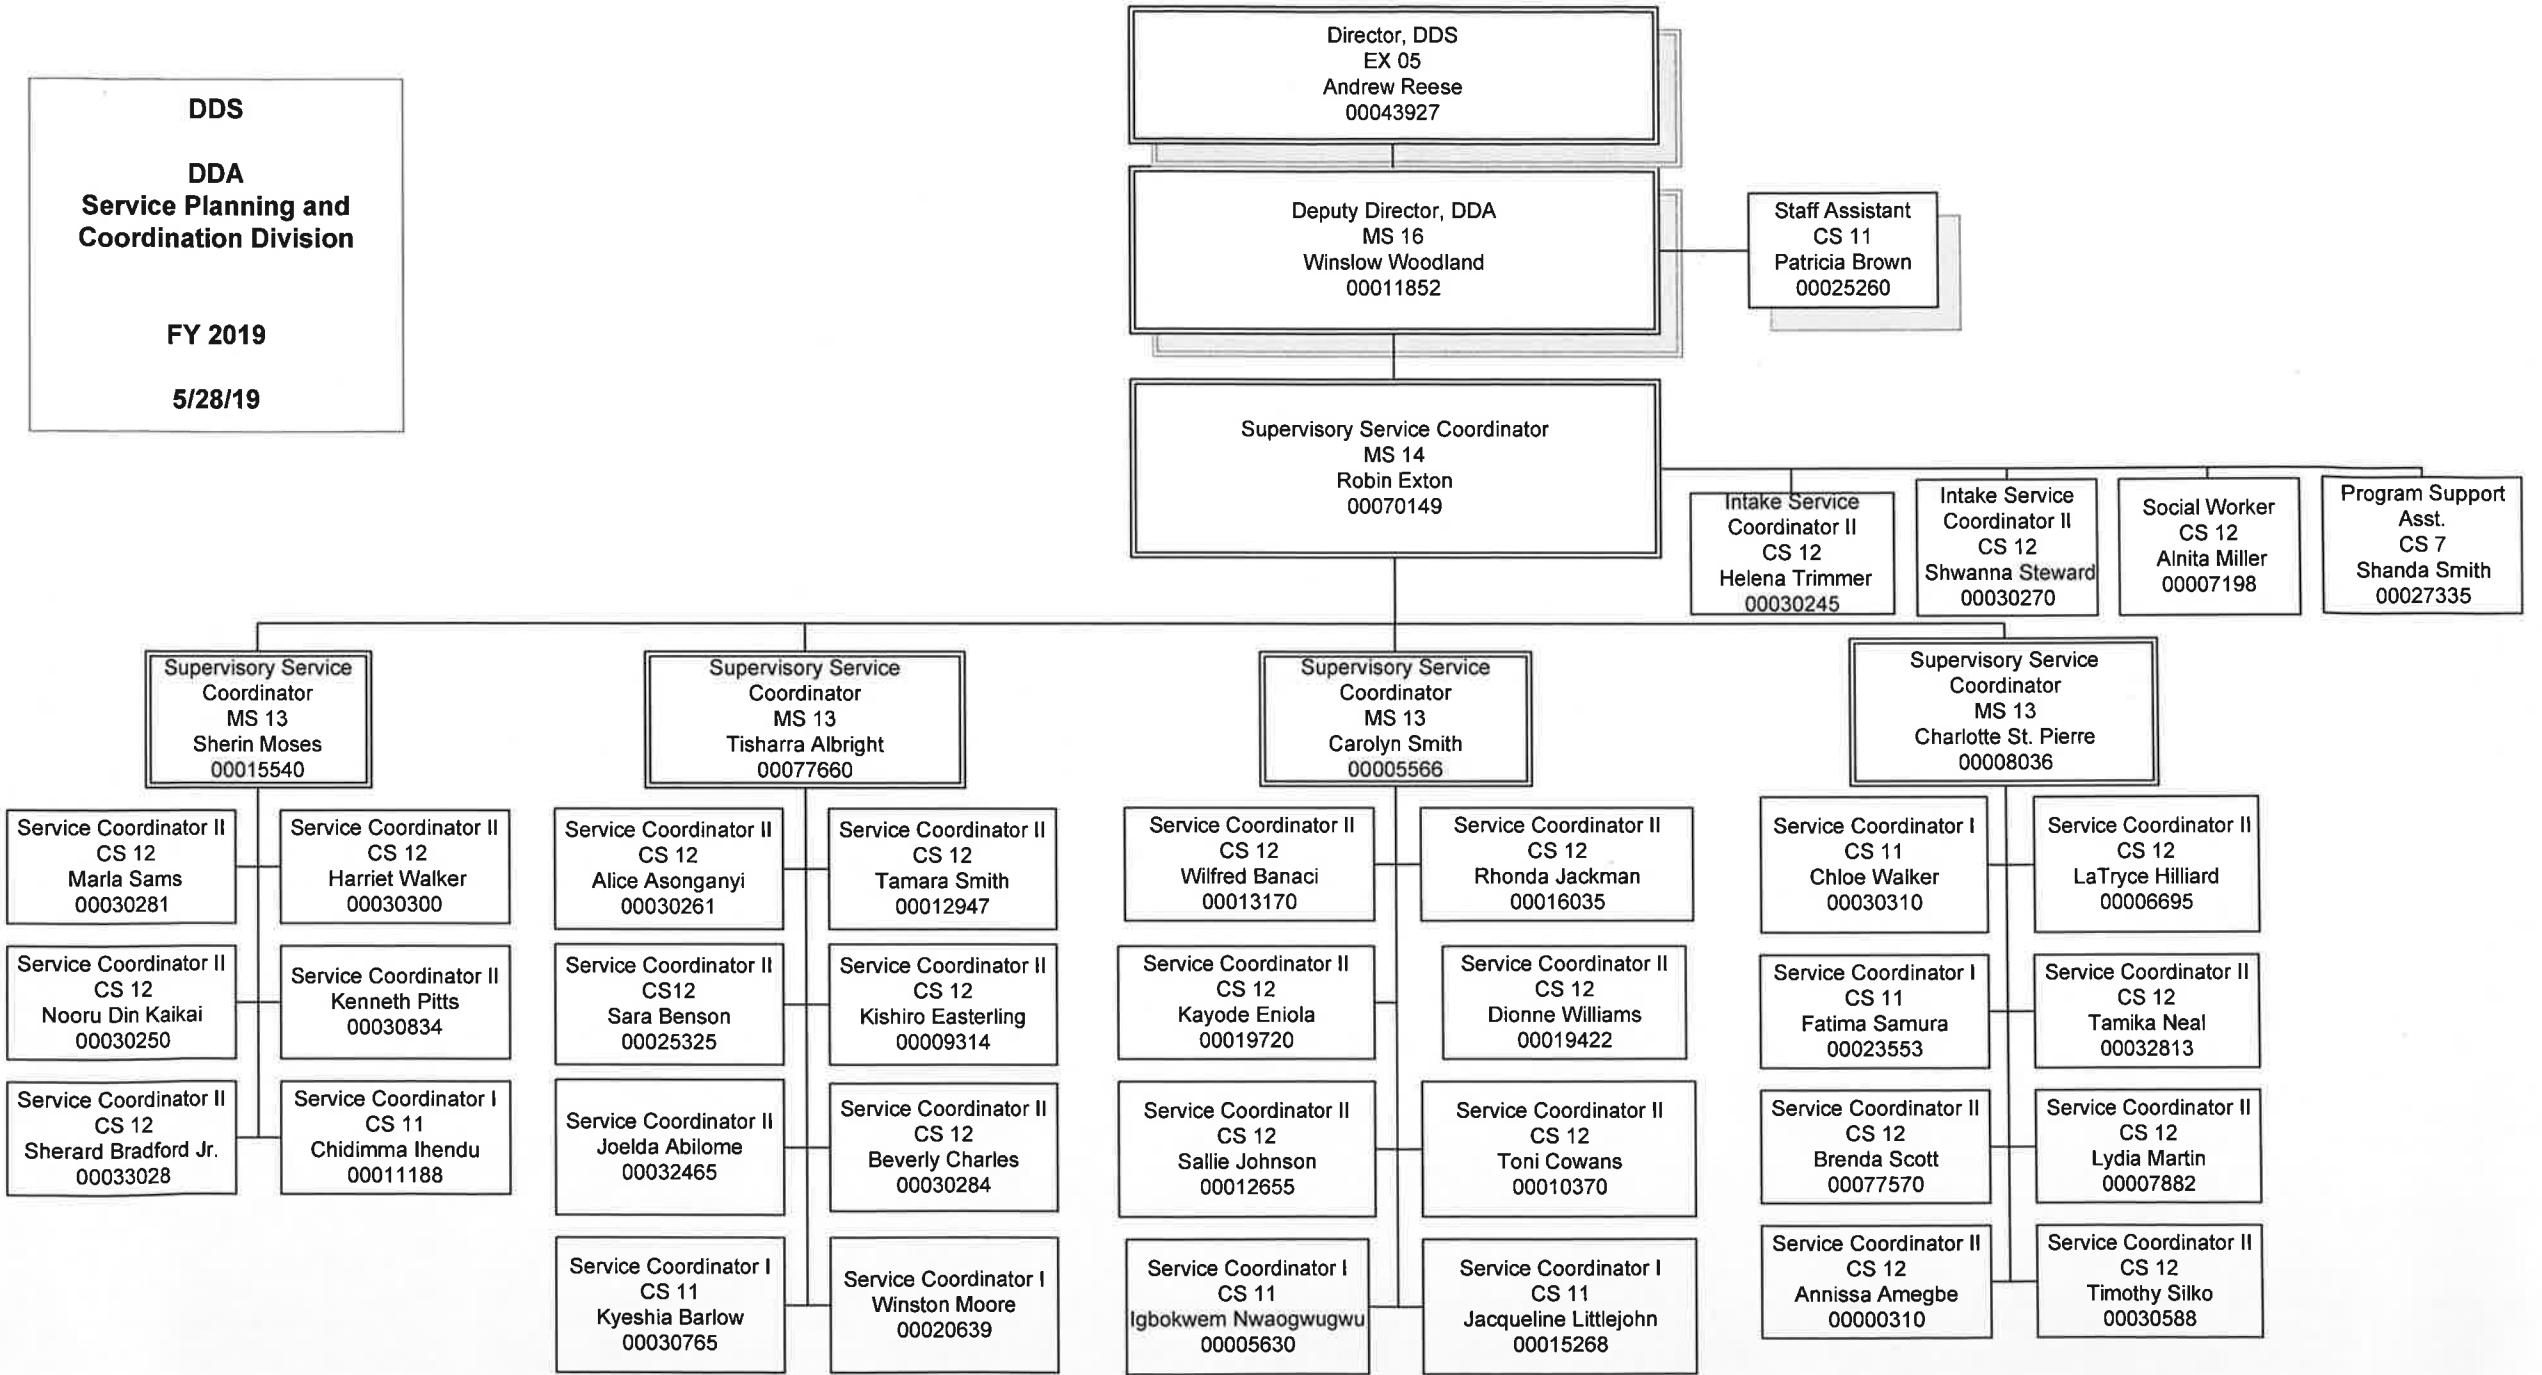 DDS
DDA
Service Planning and
Coordination Division
FY 2019
5/28/19
Director, DDS
EX 05
Andrew Reese
00043927
Deputy Director, DDA
MS 16
Winslow Woodland
00011852
Staff Assistant
CS 11
Patricia Brown
00025260
Supervisory Service Coordinator
MS 14
Robin Exton
00070149
Intake Service
Coordinator II
CS 12
Helena Trimmer
00030245
Intake Service
Coordinator II
CS 12
Shwanna Steward
00030270
Social Worker
CS 12
Alnita Miller
00007198
Program Support
Asst.
CS 7
Shanda Smith
00027335
Supervisory Service
Coordinator
MS 13
Sherin Moses
00015540
Service Coordinator II
CS 12
Marla Sams
00030281
Service Coordinator II
CS 12
Harriet Walker
00030300
Service Coordinator II
CS 12
Nooru Din Kaikai
00030250
Service Coordinator II
Kenneth Pitts
00030834
Service Coordinator II
CS 12
Sherard Bradford Jr.
00033028
Service Coordinator I
CS 11
Chidimma Ihendu
00011188
Supervisory Service
Coordinator
MS 13
Tisharra Albright
00077660
Service Coordinator II
CS 12
Alice Asonganyi
00030261
Service Coordinator II
CS 12
Tamara Smith
00012947
Service Coordinator II
CS12
Sara Benson
00025325
Service Coordinator II
CS 12
Kishiro Easterling
00009314
Service Coordinator II
Joelda Abilome
00032465
Service Coordinator II
CS 12
Beverly Charles
00030284
Service Coordinator I
CS 11
Kyeshia Barlow
00030765
Service Coordinator I
Winston Moore
00020639
Supervisory Service
Coordinator
MS 13
Carolyn Smith
00005566
Service Coordinator II
CS 12
Wilfred Banaci
00013170
Service Coordinator II
CS 12
Rhonda Jackman
00016035
Service Coordinator II
CS 12
Kayode Eniola
00019720
Service Coordinator II
CS 12
Dionne Williams
00019422
Service Coordinator II
CS 12
Sallie Johnson
00012655
Service Coordinator II
CS 12
Toni Cowans
00010370
Service Coordinator I
CS 11
Igbokwem Nwaogwugwu
00005630
Service Coordinator I
CS 11
Jacqueline Littlejohn
00015268
Supervisory Service
Coordinator
MS 13
Charlotte St. Pierre
00008036
Service Coordinator I
CS 11
Chloe Walker
00030310
Service Coordinator II
CS 12
LaTryce Hilliard
00006695
Service Coordinator I
CS 11
Fatima Samura
00023553
Service Coordinator II
CS 12
Tamika Neal
00032813
Service Coordinator II
CS 12
Brenda Scott
00077570
Service Coordinator II
CS 12
Lydia Martin
00007882
Service Coordinator II
CS 12
Annissa Amegbe
00000310
Service Coordinator II
CS 12
Timothy Silko
00030588